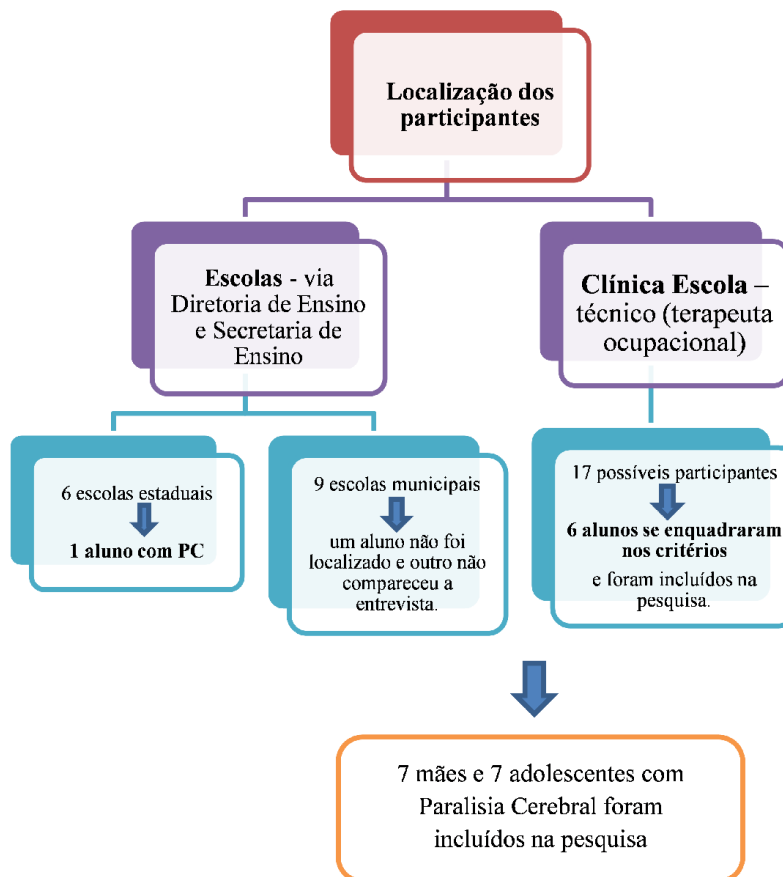 Localização dos
participantes
Escolas - via
Diretoria de Ensino
e Secretaria de
Ensino
Clínica Escola –
técnico (terapeuta
ocupacional)
6 escolas estaduais
1 aluno com PC
9 escolas municipais
um aluno não foi
localizado e outro não
compareceu a
entrevista.
17 possíveis participantes
6 alunos se enquadraram
nos critérios
e foram incluídos na
pesquisa.
7 mães e 7 adolescentes com
Paralisia Cerebral foram
incluídos na pesquisa